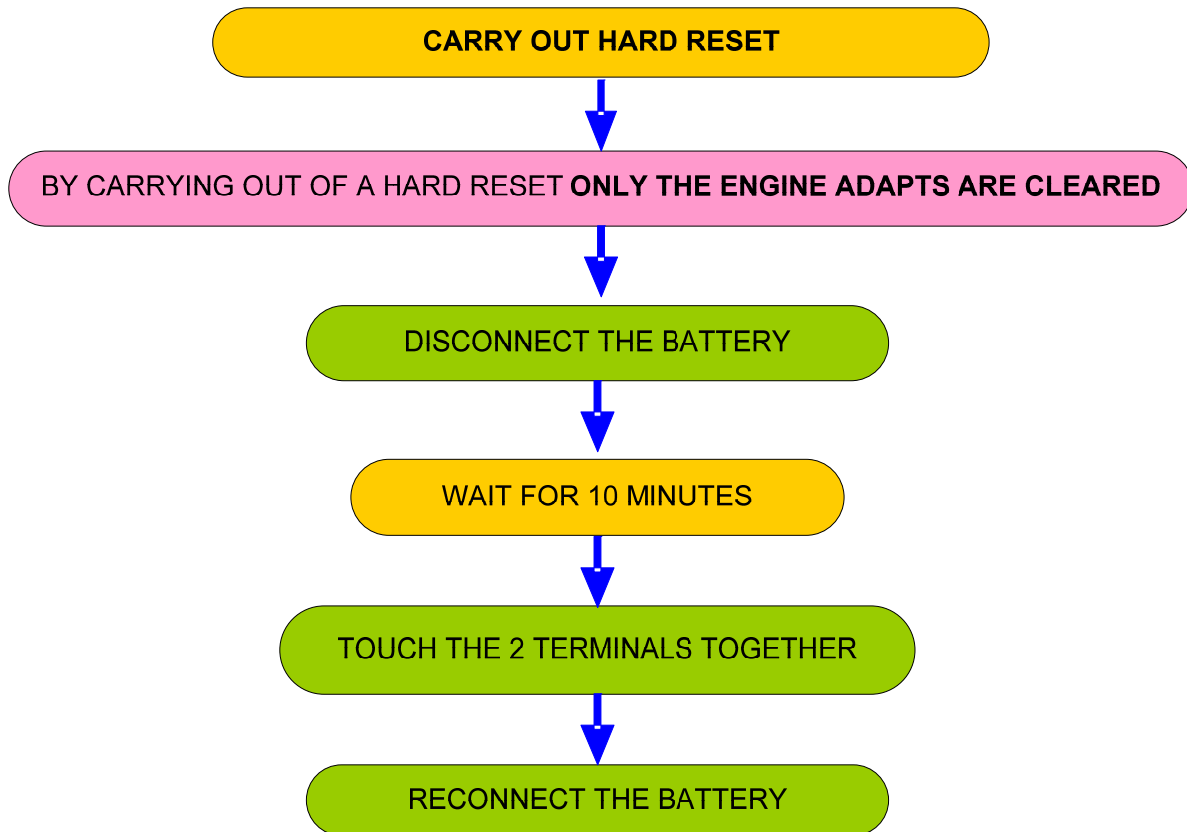 CARRY OUT HARD RESET
BY CARRYING OUT OF A HARD RESET ONLY THE ENGINE ADAPTS ARE CLEARED
DISCONNECT THE BATTERY
WAIT FOR 10 MINUTES
TOUCH THE 2 TERMINALS TOGETHER
RECONNECT THE BATTERY